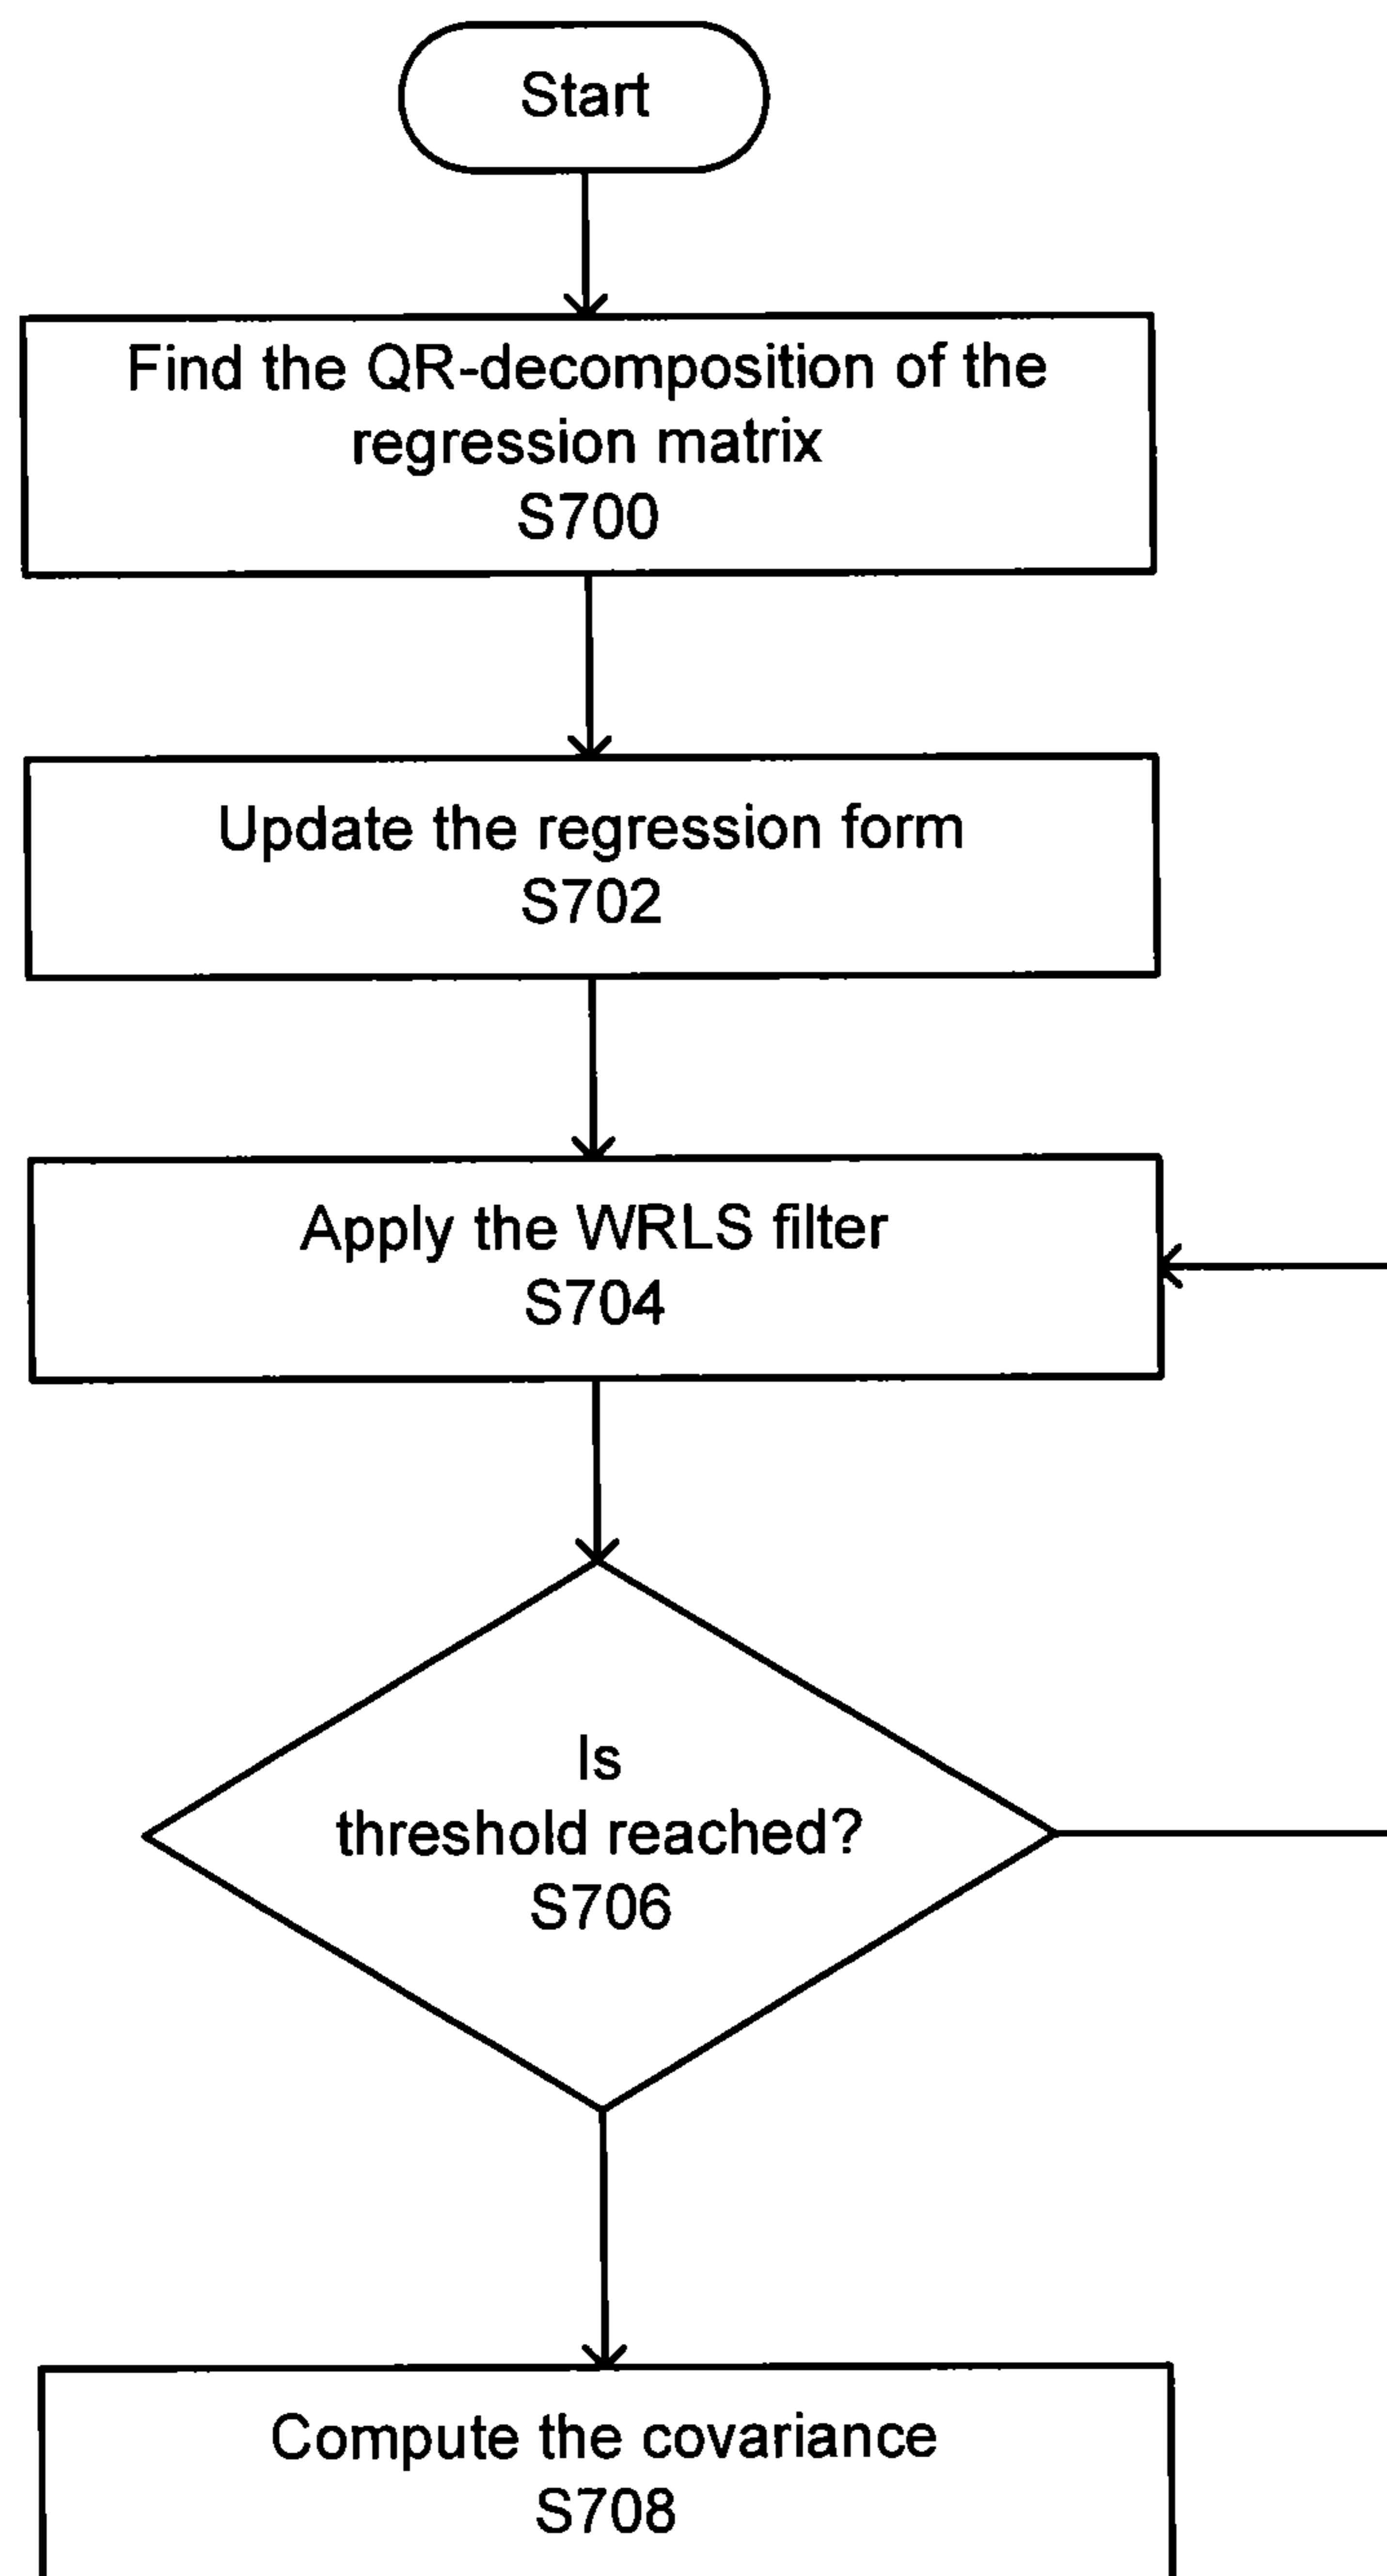 Start
Find the QR-decomposition of the
regression matrix
S700
Update the regression form
S702
Apply the WRLS filter
S704
Is
threshold reached?
S706
Compute the covariance
S708